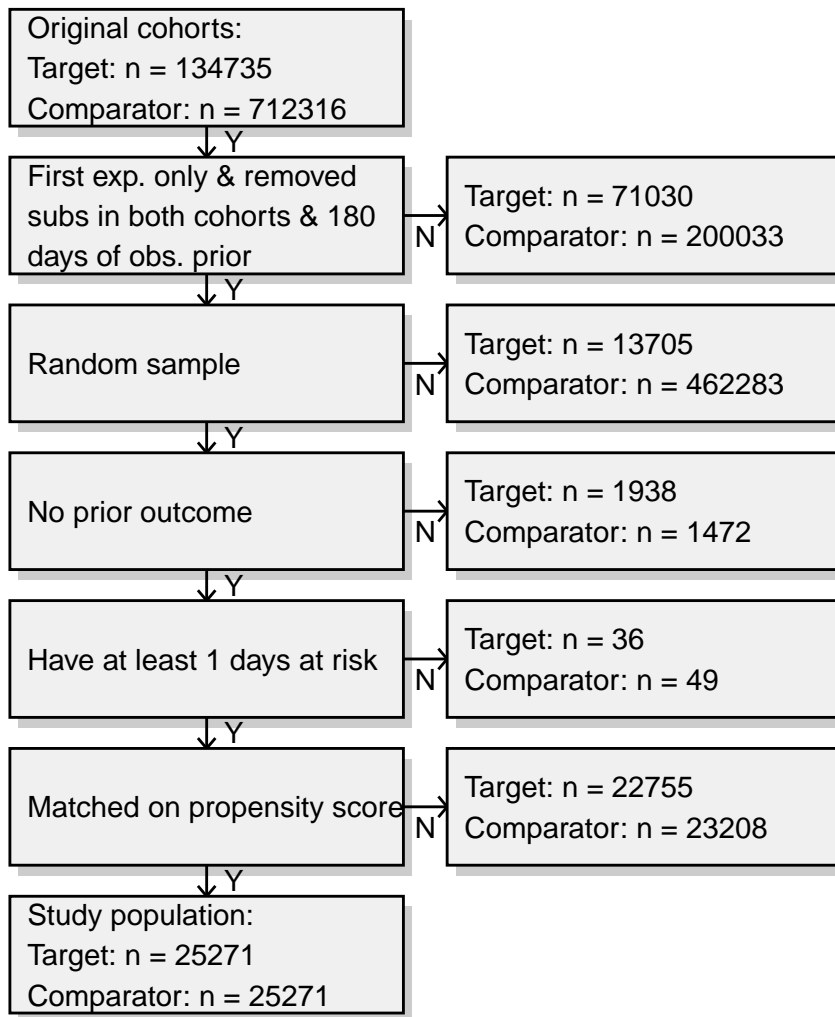 Original cohorts:
Target: n = 134735
Comparator: n = 712316
Y
First exp. only & removed
subs in both cohorts & 180
days of obs. prior
N
Target: n = 71030
Comparator: n = 200033
Y
Random sample
N
Target: n = 13705
Comparator: n = 462283
Y
No prior outcome
N
Target: n = 1938
Comparator: n = 1472
Y
Have at least 1 days at risk
N
Target: n = 36
Comparator: n = 49
Y
Matched on propensity score
N
Target: n = 22755
Comparator: n = 23208
Y
Study population:
Target: n = 25271
Comparator: n = 25271